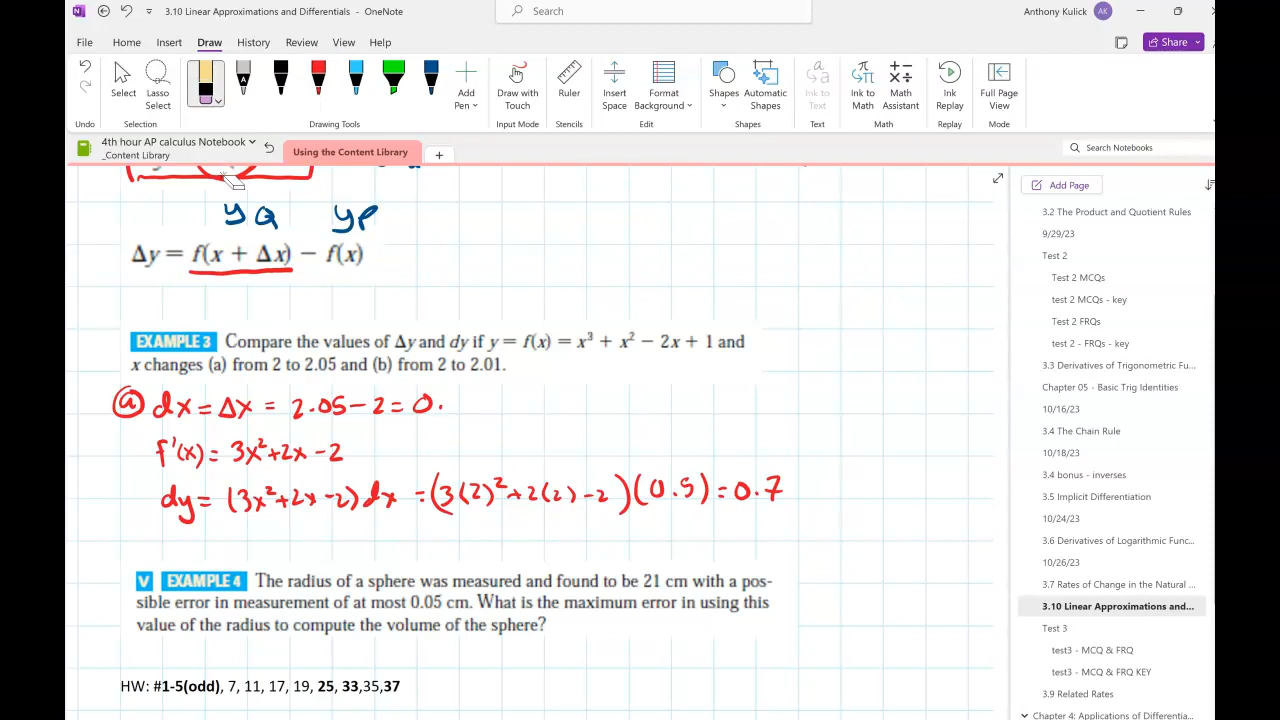 3.10 Linear Approximations and Differentials - OneNote
Search
Anthony Kulick
AK
File Home Insert Draw History Review View Help
Share
Undo
Select
Lasso Select
Selection
Drawing Tools
Add Pen
Draw with Touch
Input Mode
Ruler
Stencils
Insert Space
Format Background
Edit
Shapes
Automatic Shapes
Shapes
Ink to Text
Text
Ink to Math
Math Assistant
Math
Ink Replay
Replay
Full Page View
Mode
4th hour AP calculus Notebook
_Content Library
Using the Content Library
Search Notebooks
yQ yP
Δy = f(x + Δx) − f(x)
EXAMPLE 3 Compare the values of Δy and dy if y = f(x) = x³ + x² − 2x + 1 and
x changes (a) from 2 to 2.05 and (b) from 2 to 2.01.
ⓐ dx = Δx = 2.05 − 2 = 0.
f'(x) = 3x²+2x −2
dy = (3x²+2x −2) dx = (3(2)²+2(2) −2)(0.5) = 0.7
V EXAMPLE 4 The radius of a sphere was measured and found to be 21 cm with a pos-
sible error in measurement of at most 0.05 cm. What is the maximum error in using this
value of the radius to compute the volume of the sphere?
HW: #1-5(odd), 7, 11, 17, 19, 25, 33,35,37
Add Page
3.2 The Product and Quotient Rules
9/29/23
Test 2
Test 2 MCQs
test 2 MCQs - key
Test 2 FRQs
test 2 - FRQs - key
3.3 Derivatives of Trigonometric Fu...
Chapter 05 - Basic Trig Identities
10/16/23
3.4 The Chain Rule
10/18/23
3.4 bonus - inverses
3.5 Implicit Differentiation
10/24/23
3.6 Derivatives of Logarithmic Func...
10/26/23
3.7 Rates of Change in the Natural ...
3.10 Linear Approximations and...
Test 3
test3 - MCQ & FRQ
test3 - MCQ & FRQ KEY
3.9 Related Rates
Chapter 4: Applications of Differentia...